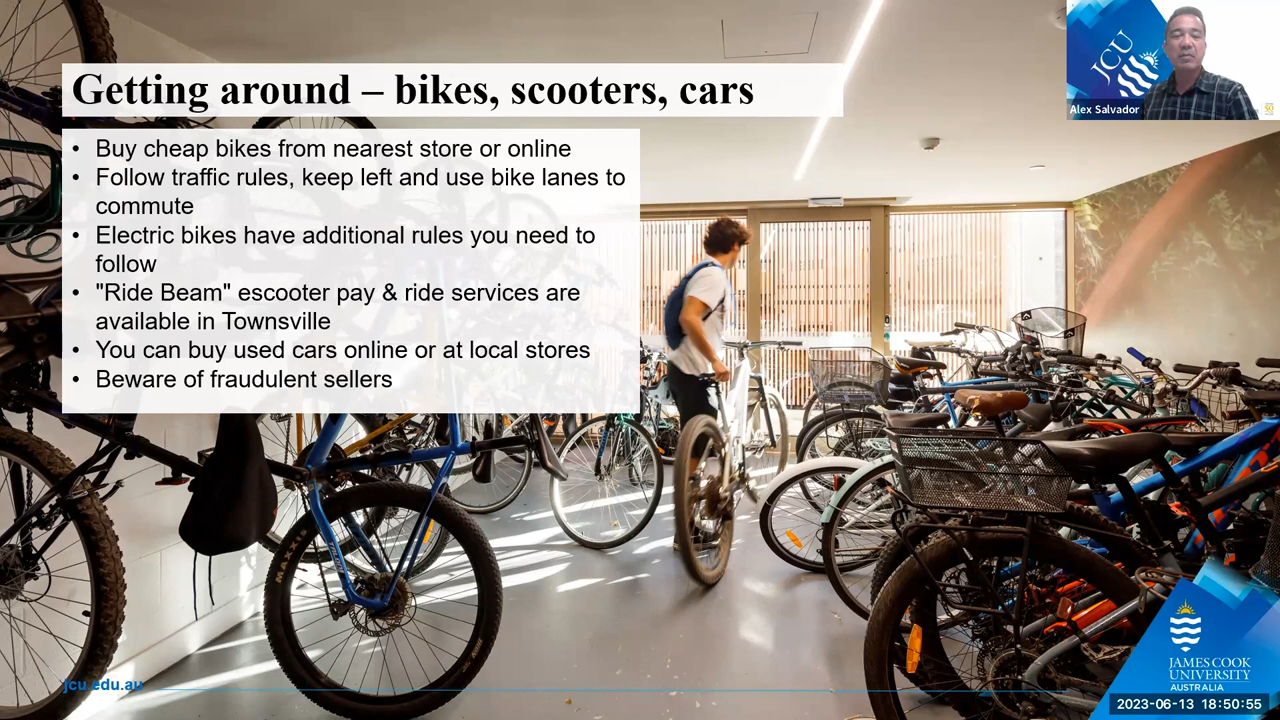 Getting around – bikes, scooters, cars
• Buy cheap bikes from nearest store or online
• Follow traffic rules, keep left and use bike lanes to
commute
• Electric bikes have additional rules you need to
follow
• "Ride Beam" escooter pay & ride services are
available in Townsville
• You can buy used cars online or at local stores
• Beware of fraudulent sellers
JCU
Alex Salvador
MAXXIS
jcu.edu.au
JAMES COOK
UNIVERSITY
AUSTRALIA
2023-06-13 18:50:55